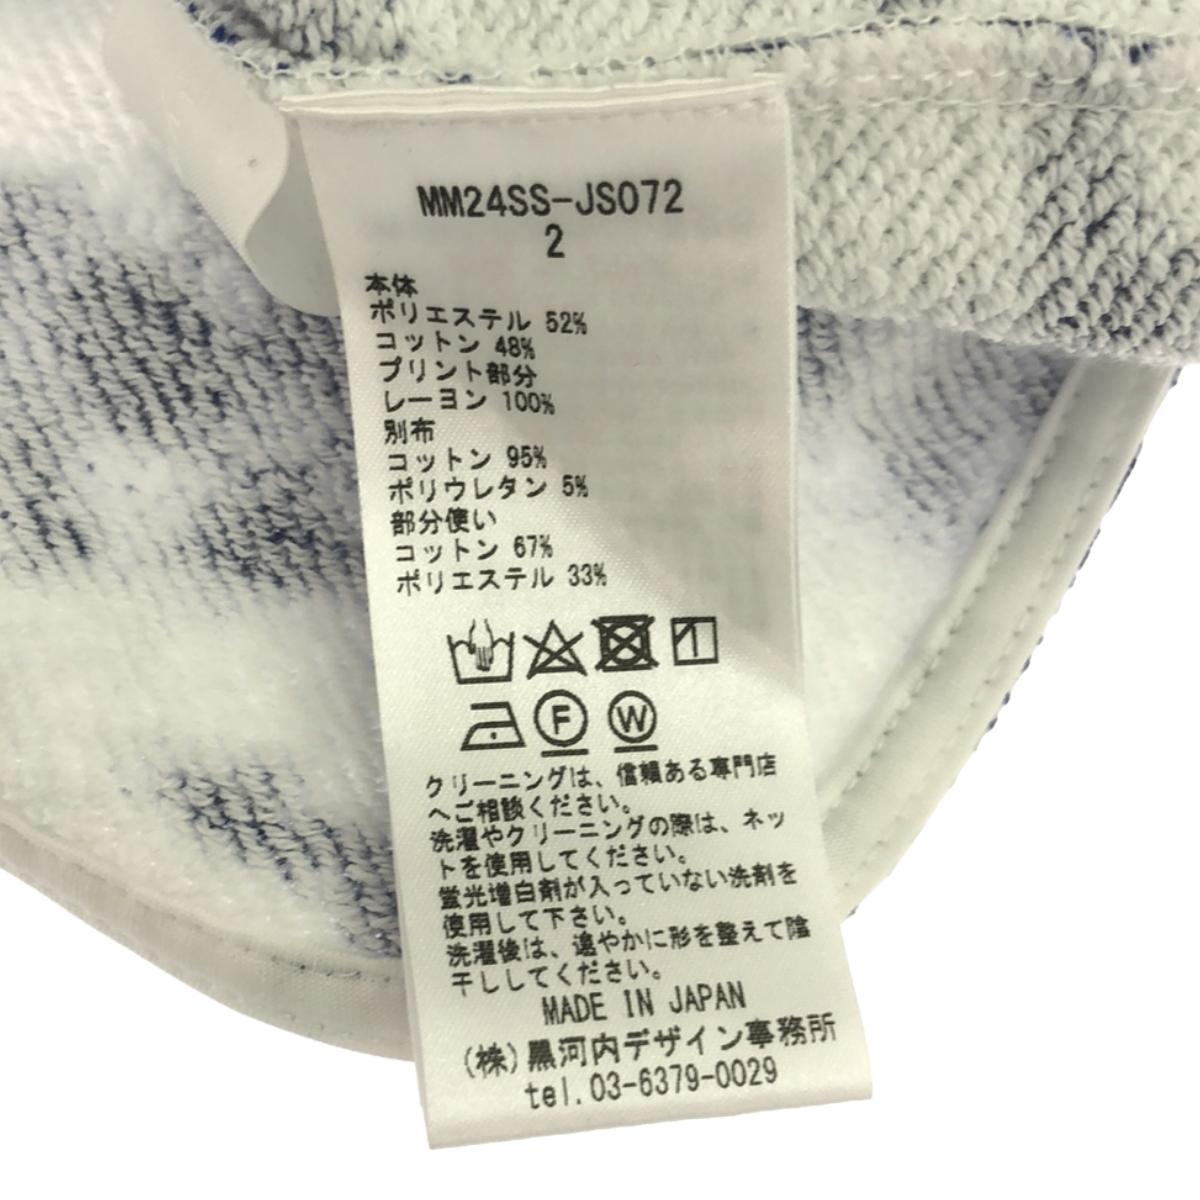 MM24SS-JS072
2
本体
ポリエステル 52%
コットン 48%
プリント部分
レーヨン 100%
別布
コットン 95%
ポリウレタン 5%
部分使い
コットン 67%
ポリエステル 33%
F W
クリーニングは、信頼ある専門店
へご相談ください。
洗濯やクリーニングの際は、ネッ
トを使用してください。
蛍光増白剤が入っていない洗剤を
使用して下さい。
洗濯後は、速やかに形を整えて陰
干ししてください。
MADE IN JAPAN
(株)黒河内デザイン事務所
tel.03-6379-0029